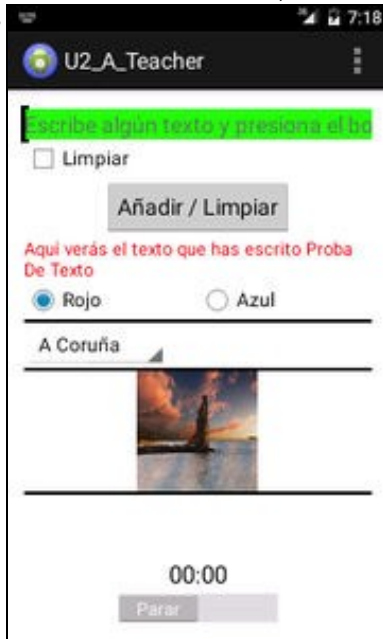 7:18
U2_A_Teacher
Escribe algún texto y presiona el bo
Limpiar
Añadir / Limpiar
Aqui verás el texto que has escrito Proba
De Texto
Rojo Azul
A Coruña
00:00
Parar